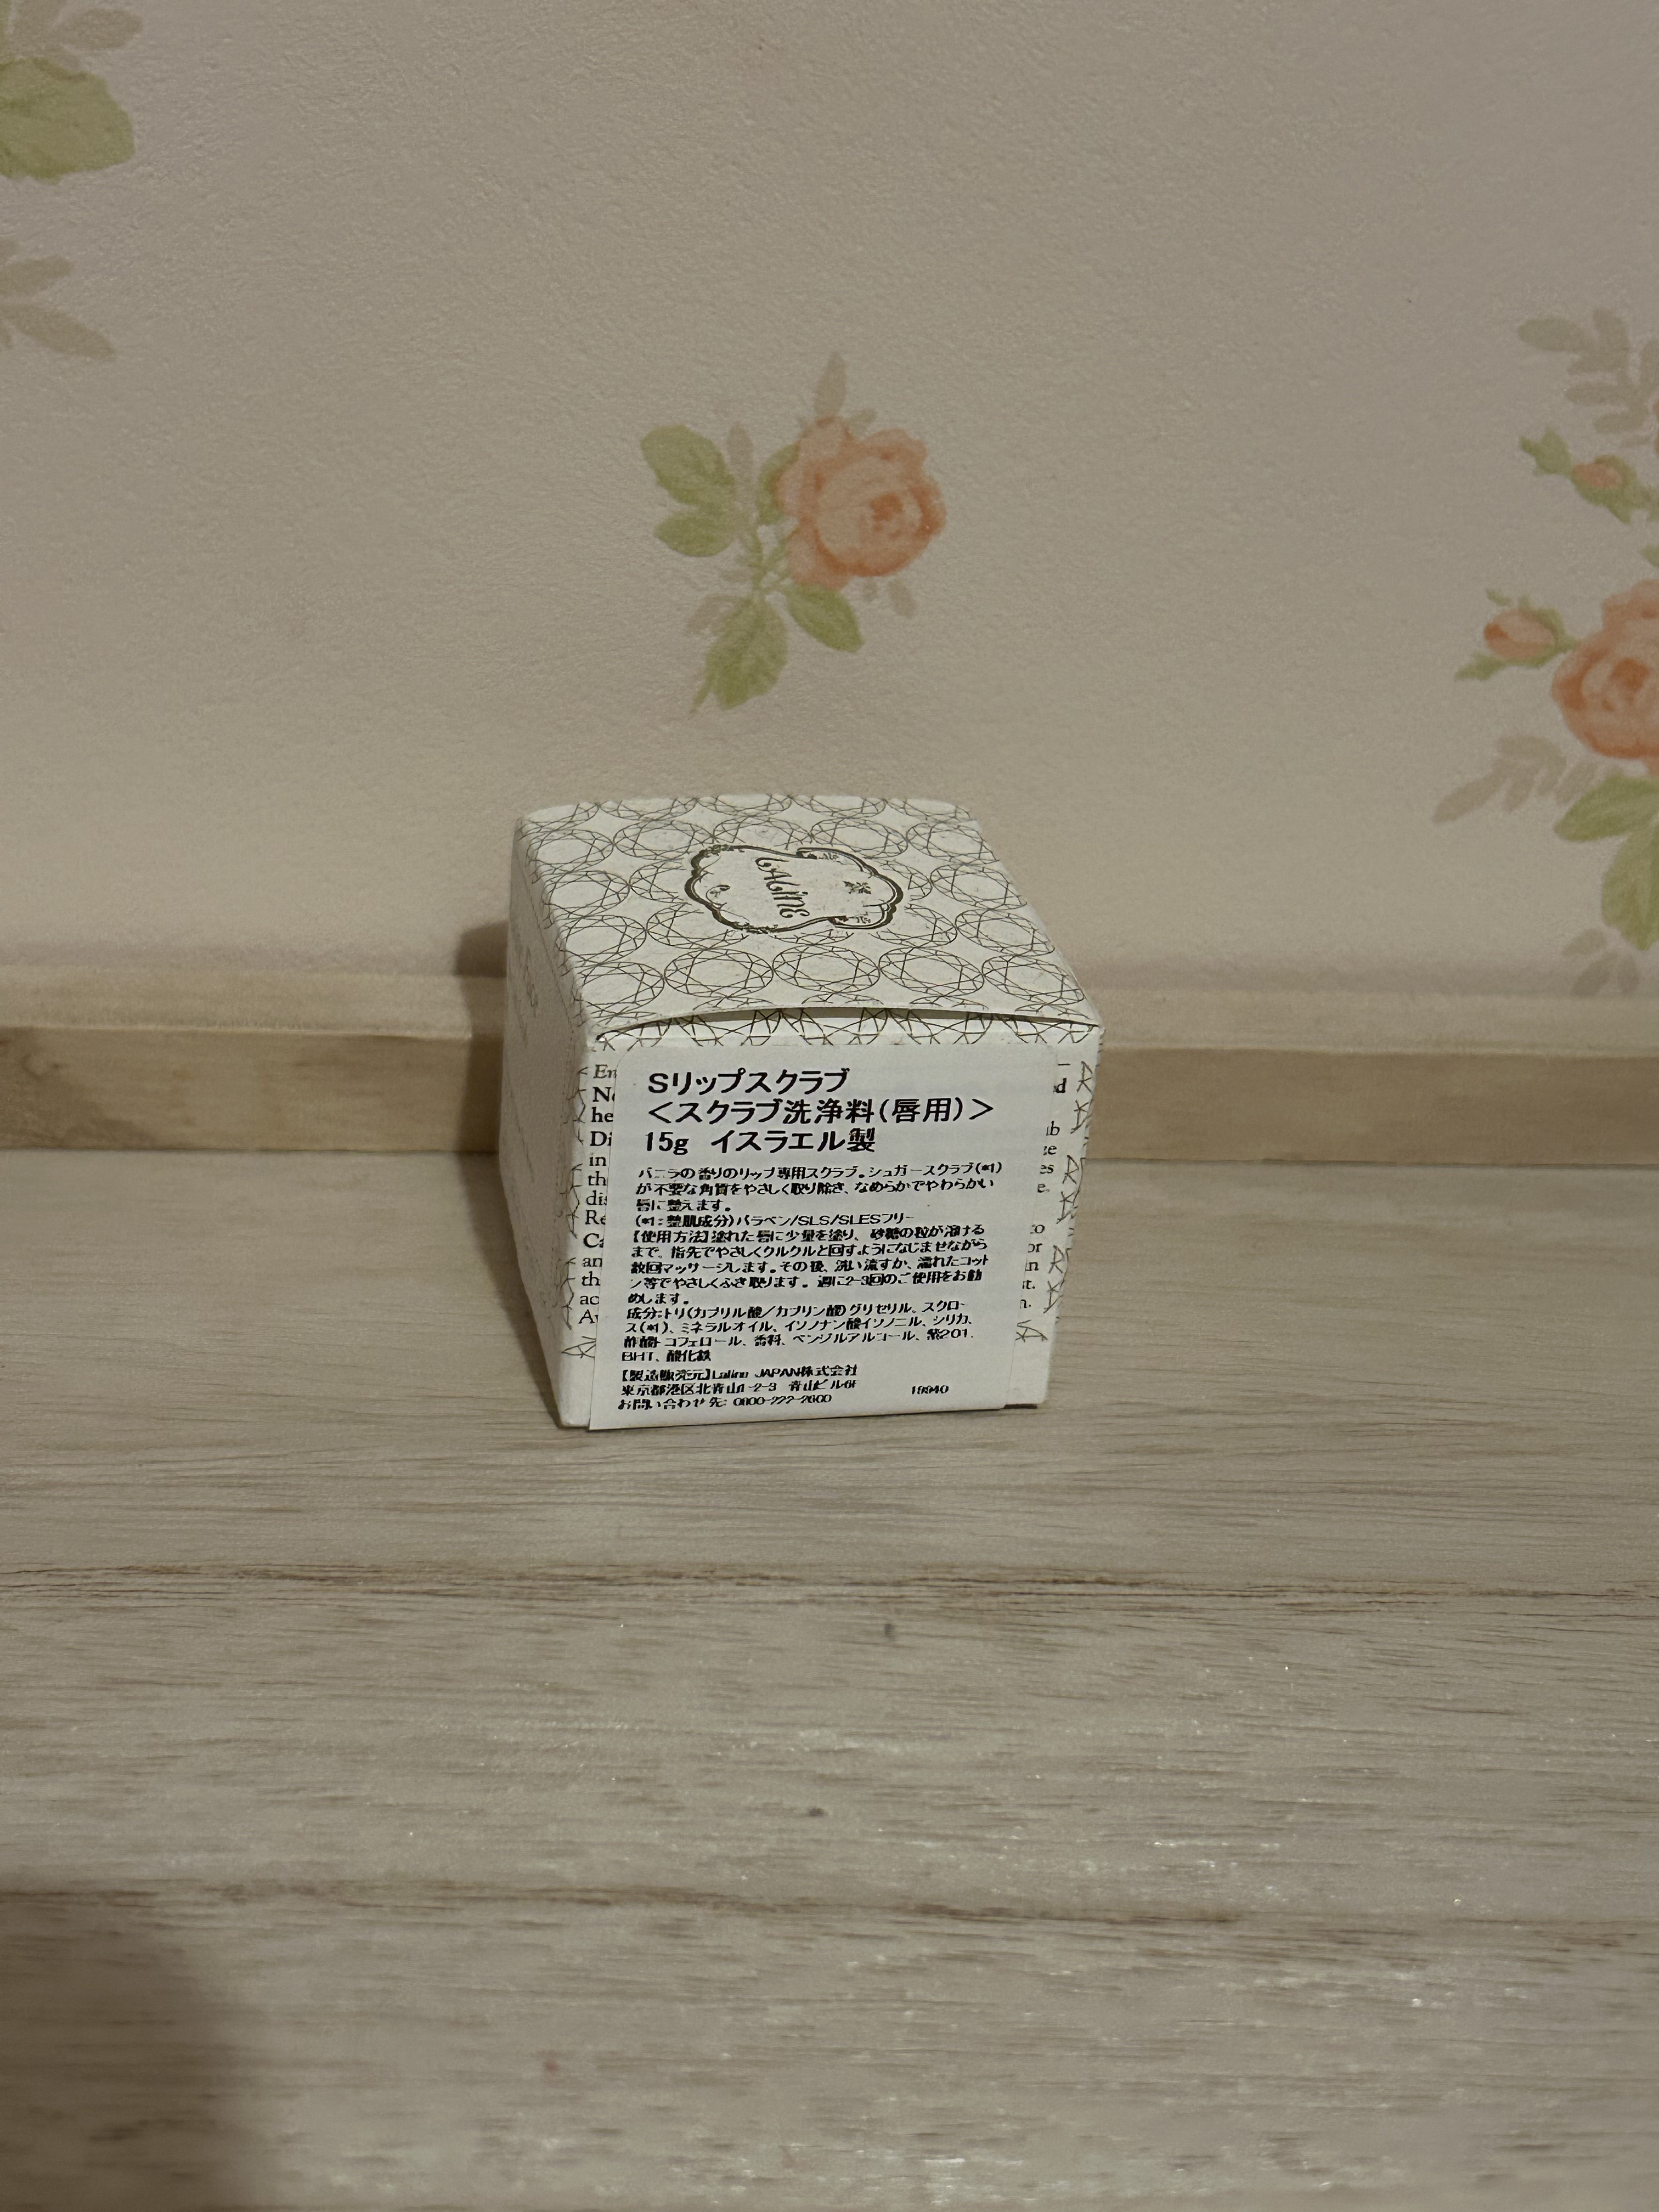 Laline
Sリップスクラブ
＜スクラブ洗浄料(唇用)＞
15g イスラエル製
バニラの香りのリップ専用スクラブ。シュガースクラブ(*1)
が不要な角質をやさしく取り除き、なめらかでやわらかい
唇に整えます。
(*1:整肌成分)パラベン/SLS/SLESフリー
【使用方法】塗れた唇に少量を塗り、砂糖の粒が溶ける
まで、指先でやさしくクルクルと回すようになじませながら
数回マッサージします。その後、洗い流すか、濡れたコット
ン等でやさしくふき取ります。週に2-3回のご使用をお勧
めします。
成分:トリ(カプリル酸／カプリン酸)グリセリル、スクロー
ス(*1)、ミネラルオイル、イソノナン酸イソノニル、シリカ、
酢酸トコフェロール、香料、ベンジルアルコール、紫201、
BHT、酸化鉄
【製造販売元】Laline JAPAN株式会社
東京都港区北青山1-2-3 青山ビル6F
お問い合わせ先: 0800-222-2600